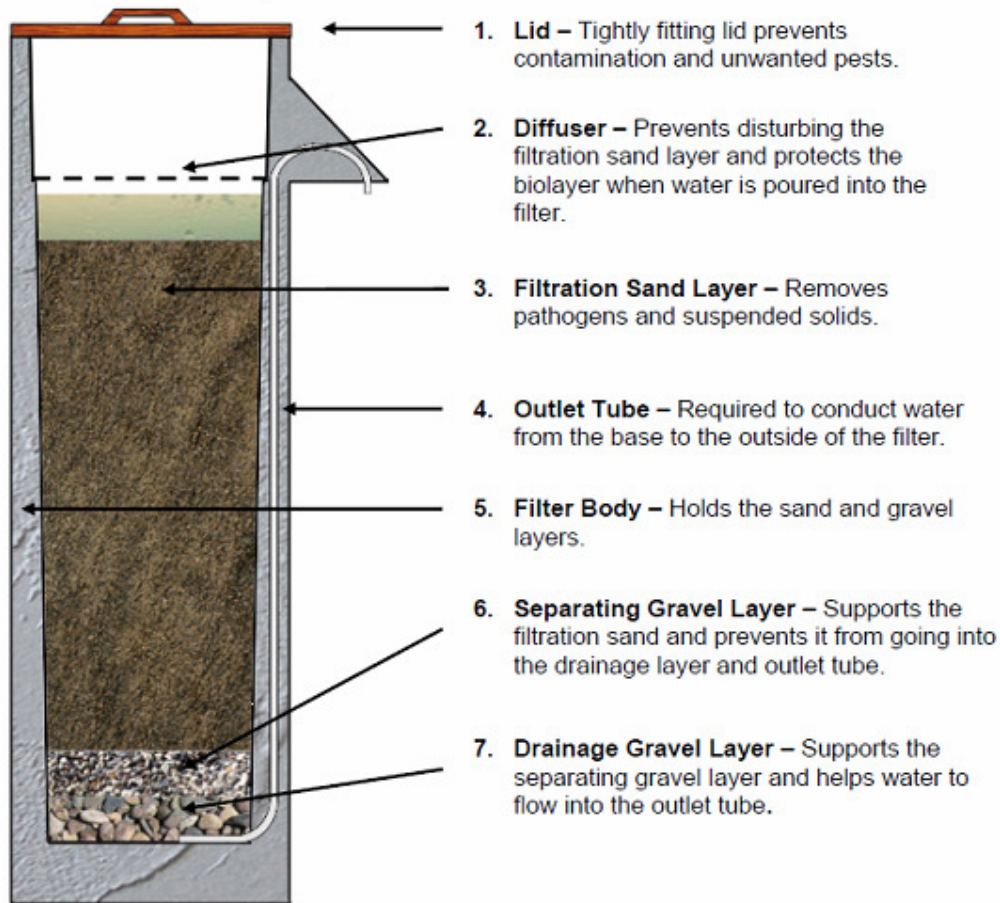 1. Lid – Tightly fitting lid prevents
contamination and unwanted pests.
2. Diffuser – Prevents disturbing the
filtration sand layer and protects the
biolayer when water is poured into the
filter.
3. Filtration Sand Layer – Removes
pathogens and suspended solids.
4. Outlet Tube – Required to conduct water
from the base to the outside of the filter.
5. Filter Body – Holds the sand and gravel
layers.
6. Separating Gravel Layer – Supports the
filtration sand and prevents it from going into
the drainage layer and outlet tube.
7. Drainage Gravel Layer – Supports the
separating gravel layer and helps water to
flow into the outlet tube.